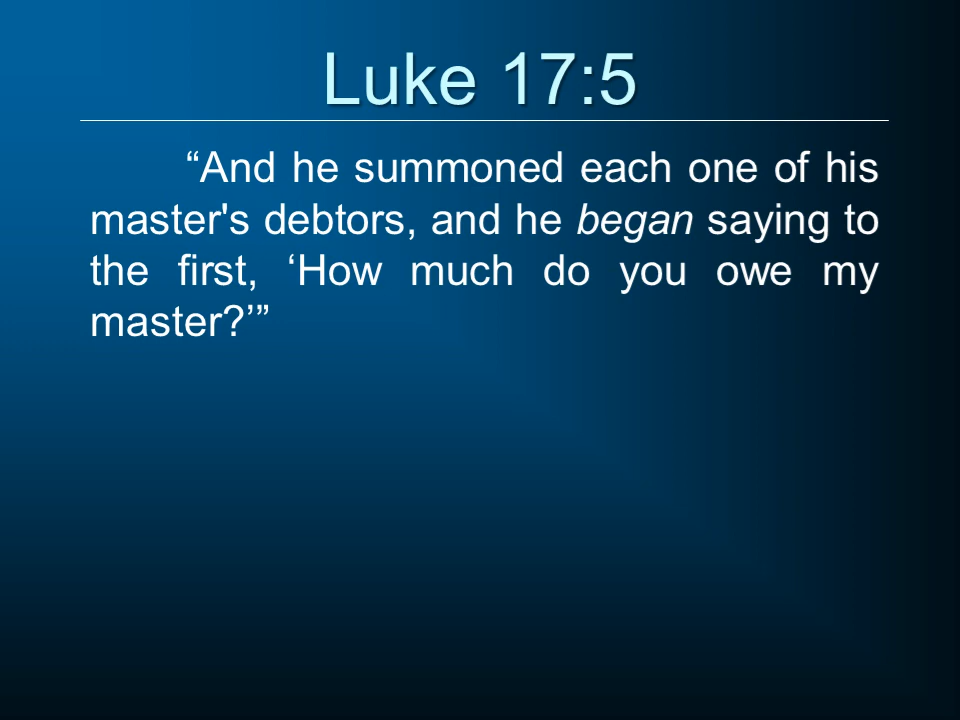 Luke 17:5
“And he summoned each one of his
master's debtors, and he began saying to
the first, ‘How much do you owe my
master?’”